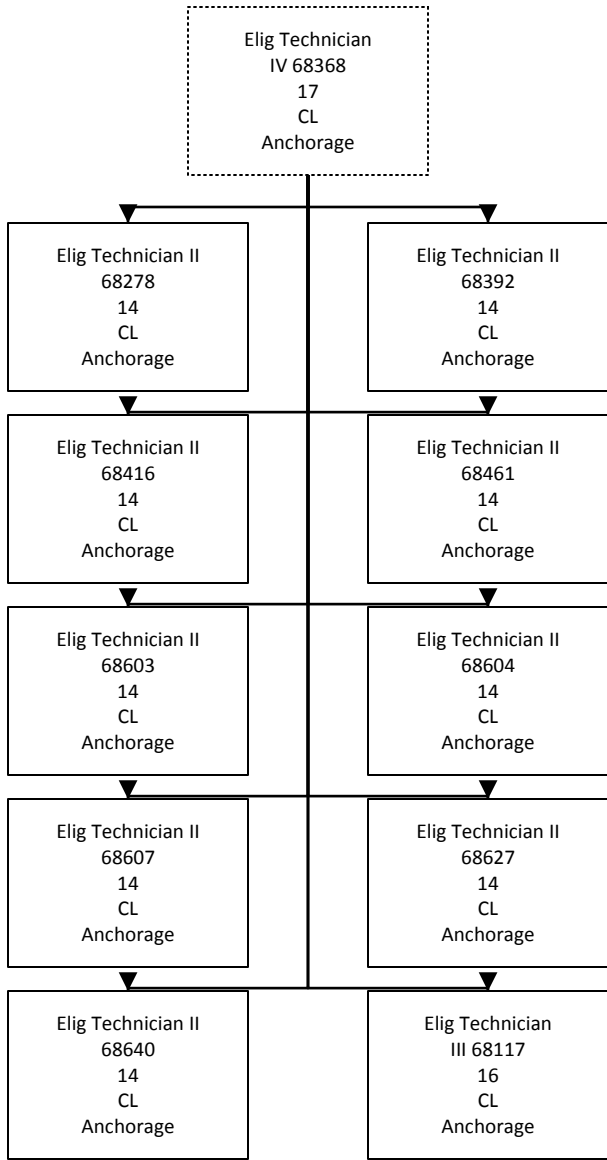 Elig Technician
IV 68368
17
CL
Anchorage
Elig Technician II
68278
14
CL
Anchorage
Elig Technician II
68392
14
CL
Anchorage
Elig Technician II
68416
14
CL
Anchorage
Elig Technician II
68461
14
CL
Anchorage
Elig Technician II
68603
14
CL
Anchorage
Elig Technician II
68604
14
CL
Anchorage
Elig Technician II
68607
14
CL
Anchorage
Elig Technician II
68627
14
CL
Anchorage
Elig Technician II
68640
14
CL
Anchorage
Elig Technician
III 68117
16
CL
Anchorage